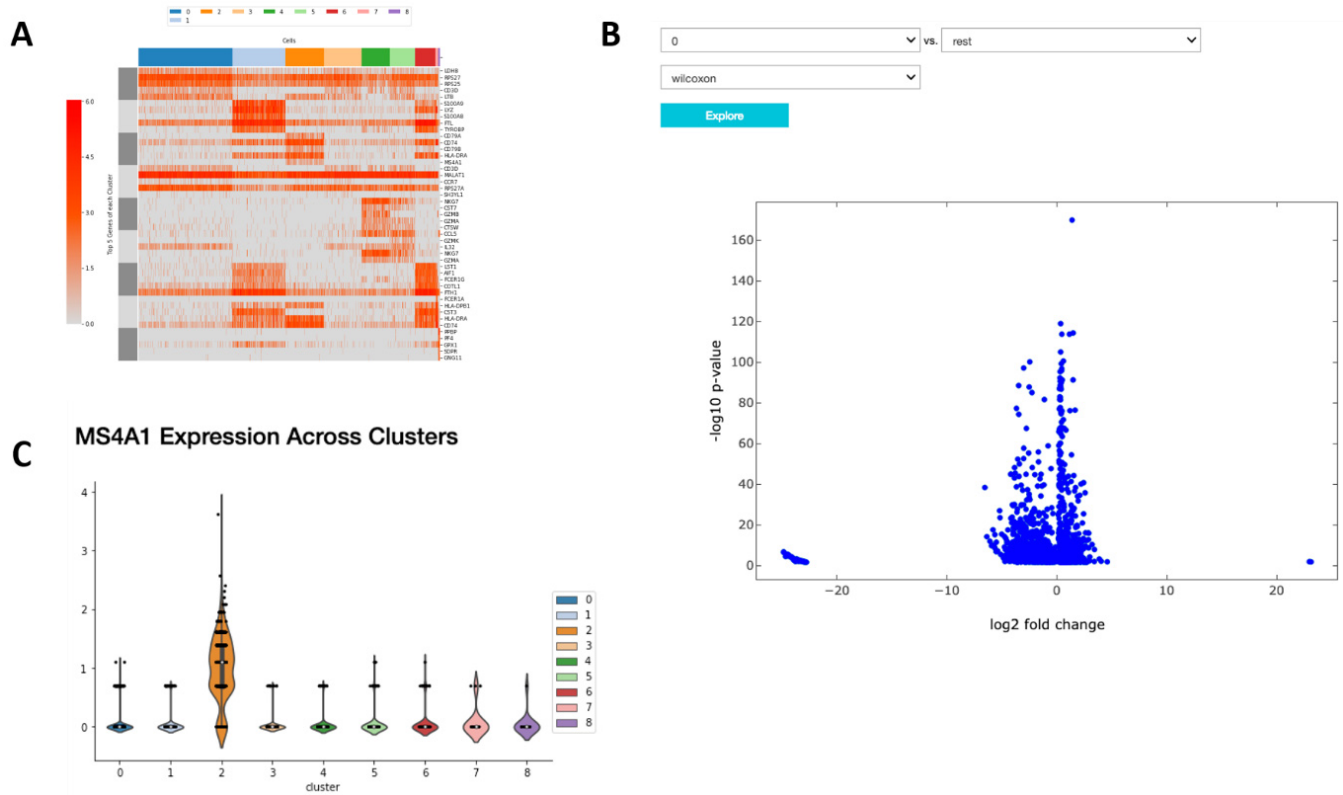 A
0 2 3 4 5 6 7 8
1
Cells
6.0
4.5
3.0
1.5
0.0
Top 5 Genes of each Cluster
LDHB
RPS27
RPS25
CD3D
LTB
S100A9
LYZ
S100A8
FTL
TYROBP
CD79A
CD74
CD79B
HLA-DRA
MS4A1
CD3D
MALAT1
CCR7
RPS27A
SH3YL1
NKG7
CST7
GZMB
GZMA
CTSW
CCL5
GZMK
IL32
NKG7
GZMA
LST1
AIF1
FCER1G
COTL1
FTH1
FCER1A
HLA-DPB1
CST3
HLA-DRA
CD74
PPBP
PF4
GPX1
SDPR
GNG11
B
0 vs. rest
wilcoxon
Explore
160
140
120
100
80
60
40
20
0
-log10 p-value
−20 −10 0 10 20
log2 fold change
C
MS4A1 Expression Across Clusters
4
3
2
1
0
0 1 2 3 4 5 6 7 8
cluster
0
1
2
3
4
5
6
7
8